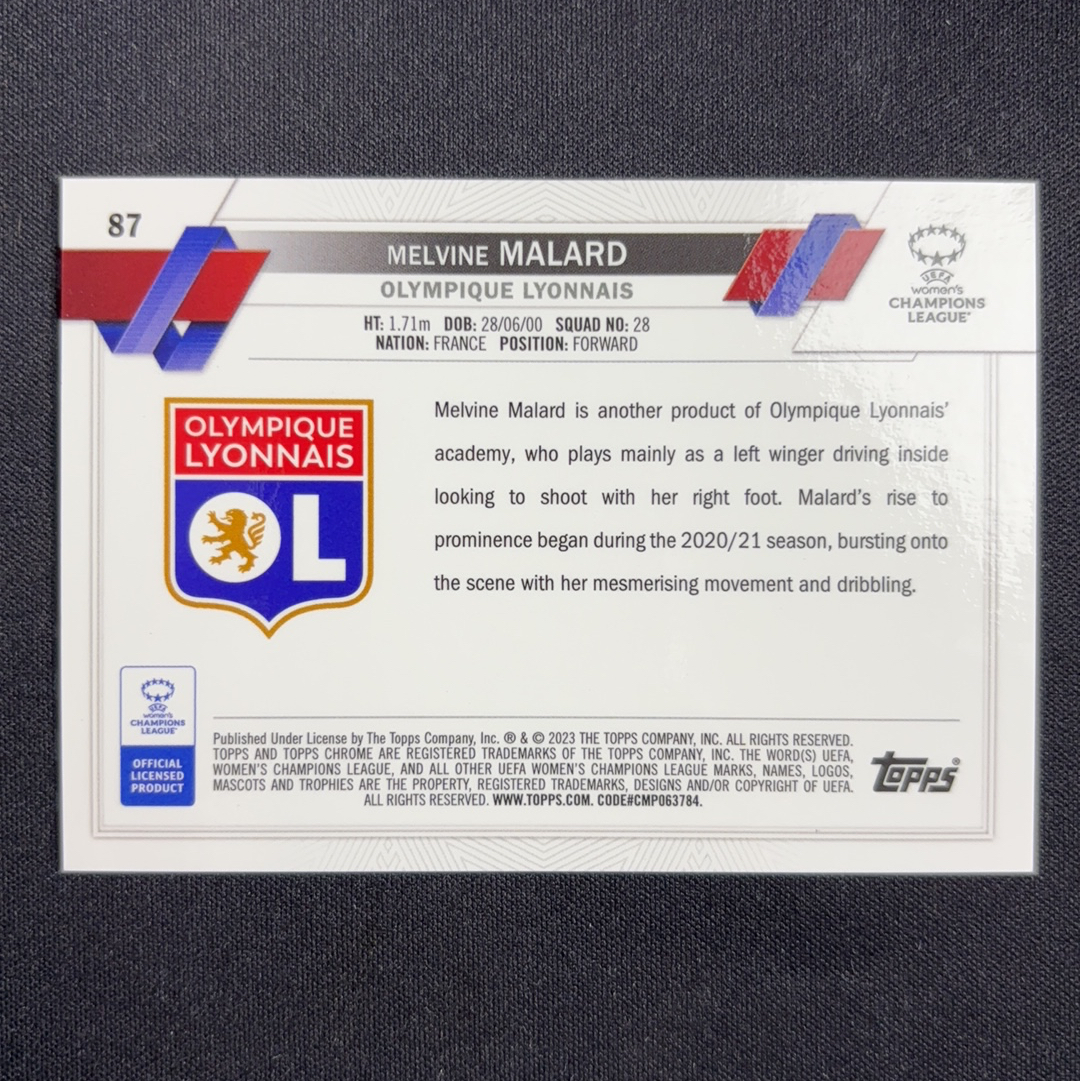 87
MELVINE MALARD
OLYMPIQUE LYONNAIS
HT: 1.71m DOB: 28/06/00 SQUAD NO: 28
NATION: FRANCE POSITION: FORWARD
UEFA
women's
CHAMPIONS
LEAGUE
OLYMPIQUE
LYONNAIS
OL
Melvine Malard is another product of Olympique Lyonnais'
academy, who plays mainly as a left winger driving inside
looking to shoot with her right foot. Malard's rise to
prominence began during the 2020/21 season, bursting onto
the scene with her mesmerising movement and dribbling.
UEFA
women's
CHAMPIONS
LEAGUE
OFFICIAL
LICENSED
PRODUCT
Published Under License by The Topps Company, Inc. ® & © 2023 THE TOPPS COMPANY, INC. ALL RIGHTS RESERVED.
TOPPS AND TOPPS CHROME ARE REGISTERED TRADEMARKS OF THE TOPPS COMPANY, INC. THE WORD(S) UEFA,
WOMEN'S CHAMPIONS LEAGUE, AND ALL OTHER UEFA WOMEN'S CHAMPIONS LEAGUE MARKS, NAMES, LOGOS,
MASCOTS AND TROPHIES ARE THE PROPERTY, REGISTERED TRADEMARKS, DESIGNS AND/OR COPYRIGHT OF UEFA.
ALL RIGHTS RESERVED. WWW.TOPPS.COM. CODE#CMP063784.
topps®